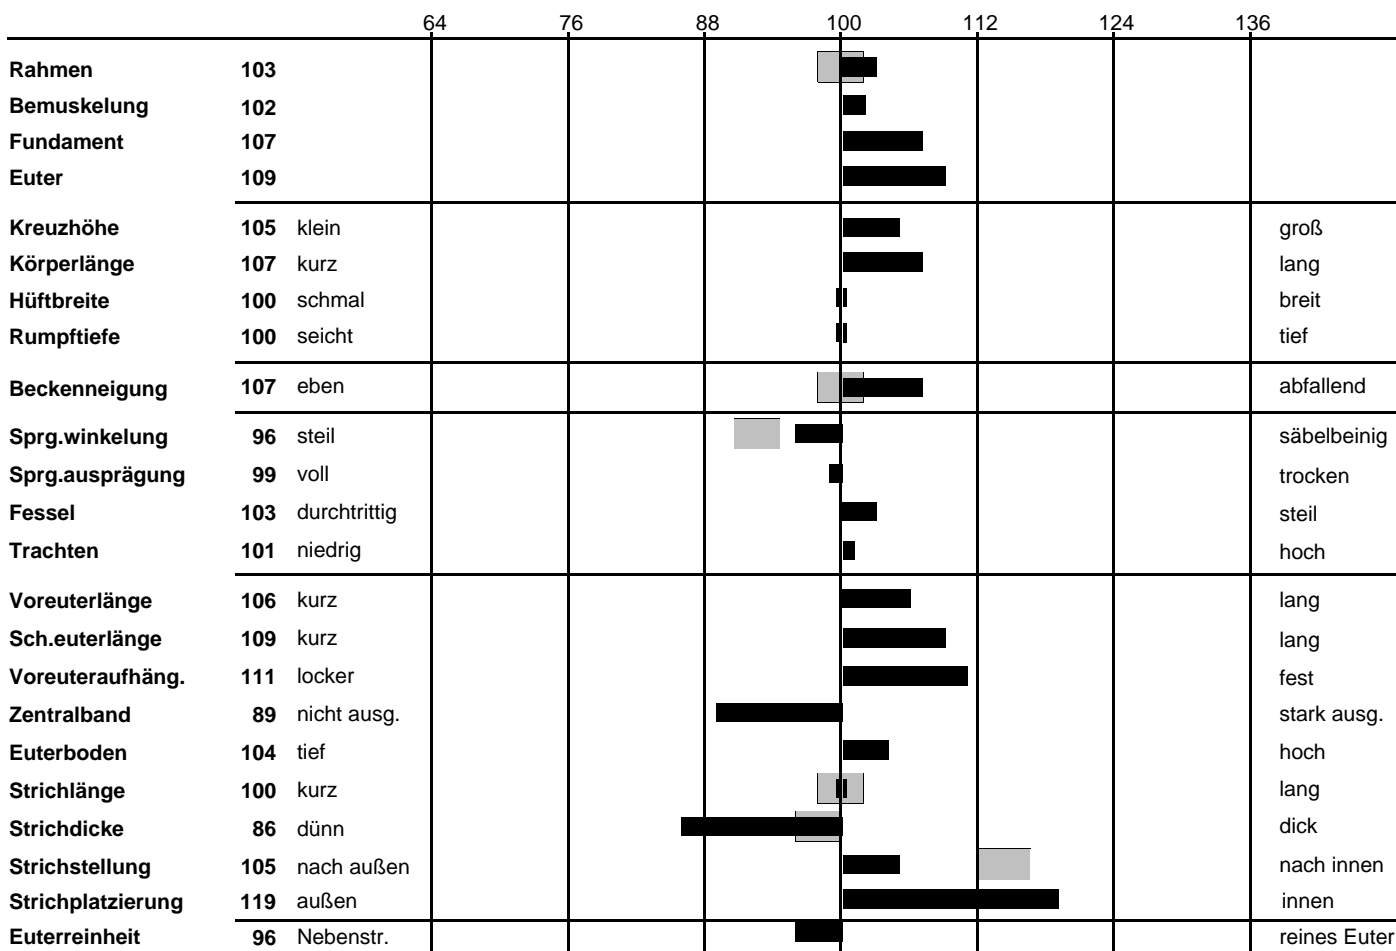 64 76 88 100 112 124 136
Rahmen 103
Bemuskelung 102
Fundament 107
Euter 109
Kreuzhöhe 105 klein groß
Körperlänge 107 kurz lang
Hüftbreite 100 schmal breit
Rumpftiefe 100 seicht tief
Beckenneigung 107 eben abfallend
Sprg.winkelung 96 steil säbelbeinig
Sprg.ausprägung 99 voll trocken
Fessel 103 durchtrittig steil
Trachten 101 niedrig hoch
Voreuterlänge 106 kurz lang
Sch.euterlänge 109 kurz lang
Voreuteraufhäng. 111 locker fest
Zentralband 89 nicht ausg. stark ausg.
Euterboden 104 tief hoch
Strichlänge 100 kurz lang
Strichdicke 86 dünn dick
Strichstellung 105 nach außen nach innen
Strichplatzierung 119 außen innen
Euterreinheit 96 Nebenstr. reines Euter